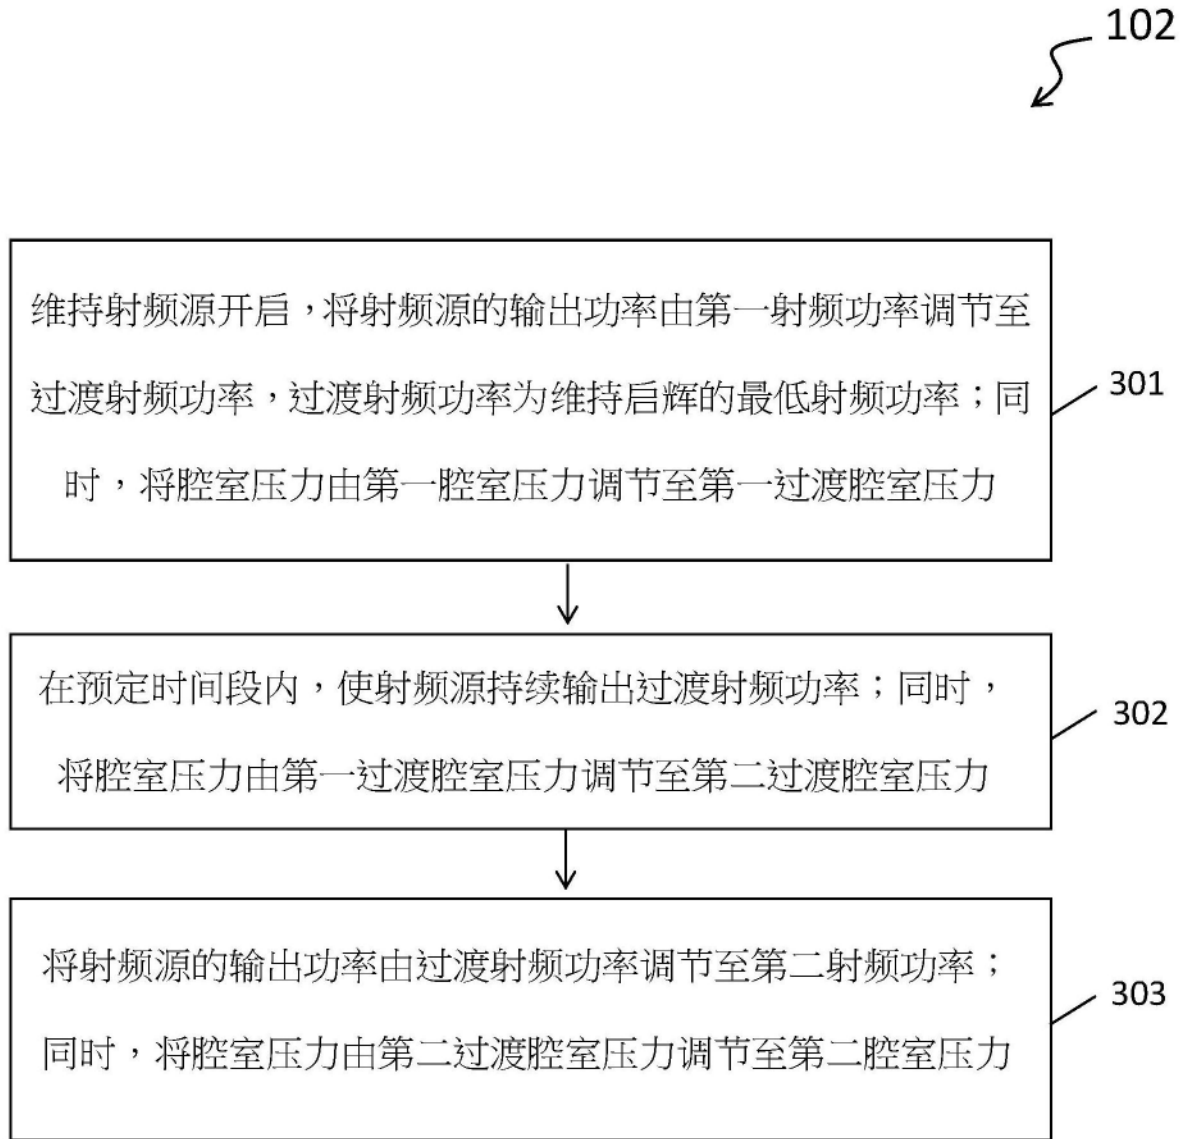 102
维持射频源开启，将射频源的输出功率由第一射频功率调节至
过渡射频功率，过渡射频功率为维持启辉的最低射频功率；同
时，将腔室压力由第一腔室压力调节至第一过渡腔室压力
301
在预定时间段内，使射频源持续输出过渡射频功率；同时，
将腔室压力由第一过渡腔室压力调节至第二过渡腔室压力
302
将射频源的输出功率由过渡射频功率调节至第二射频功率；
同时，将腔室压力由第二过渡腔室压力调节至第二腔室压力
303